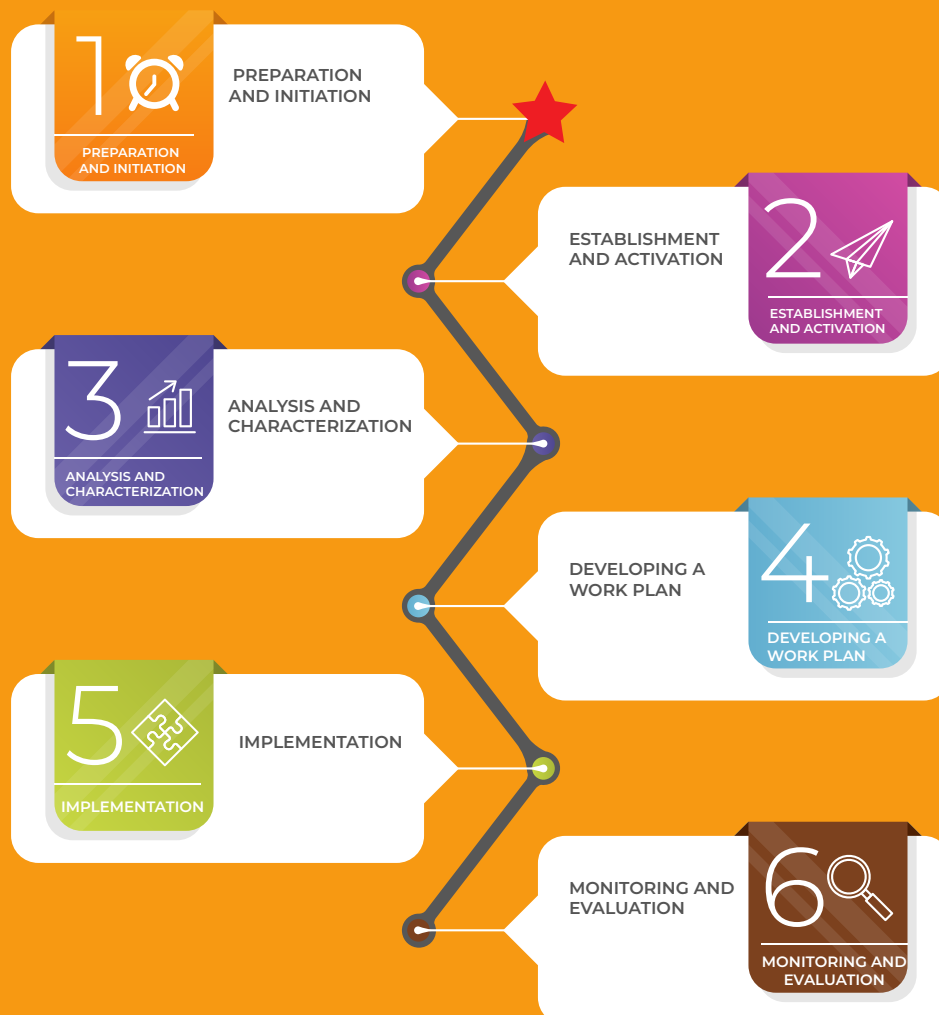 1
PREPARATION
AND INITIATION
PREPARATION
AND INITIATION
2
ESTABLISHMENT
AND ACTIVATION
ESTABLISHMENT
AND ACTIVATION
3
ANALYSIS AND
CHARACTERIZATION
ANALYSIS AND
CHARACTERIZATION
4
DEVELOPING A
WORK PLAN
DEVELOPING A
WORK PLAN
5
IMPLEMENTATION
IMPLEMENTATION
6
MONITORING AND
EVALUATION
MONITORING AND
EVALUATION